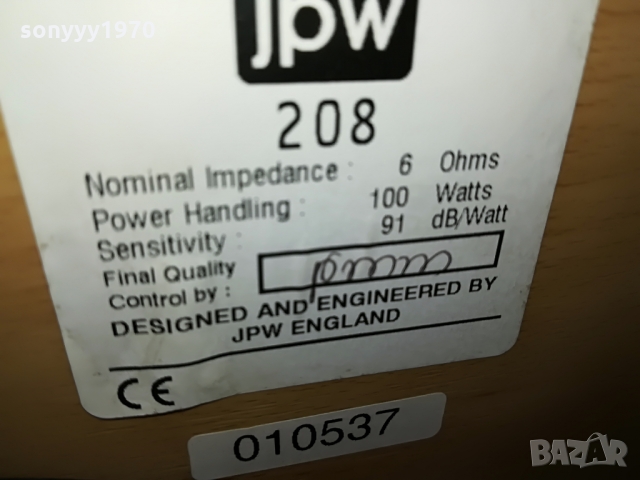 sonyyy1970
jpw
208
Nominal Impedance : 6 Ohms
Power Handling : 100 Watts
Sensitivity : 91 dB/Watt
Final Quality
Control by :
DESIGNED AND ENGINEERED BY
JPW ENGLAND
CE
010537
BAZAR